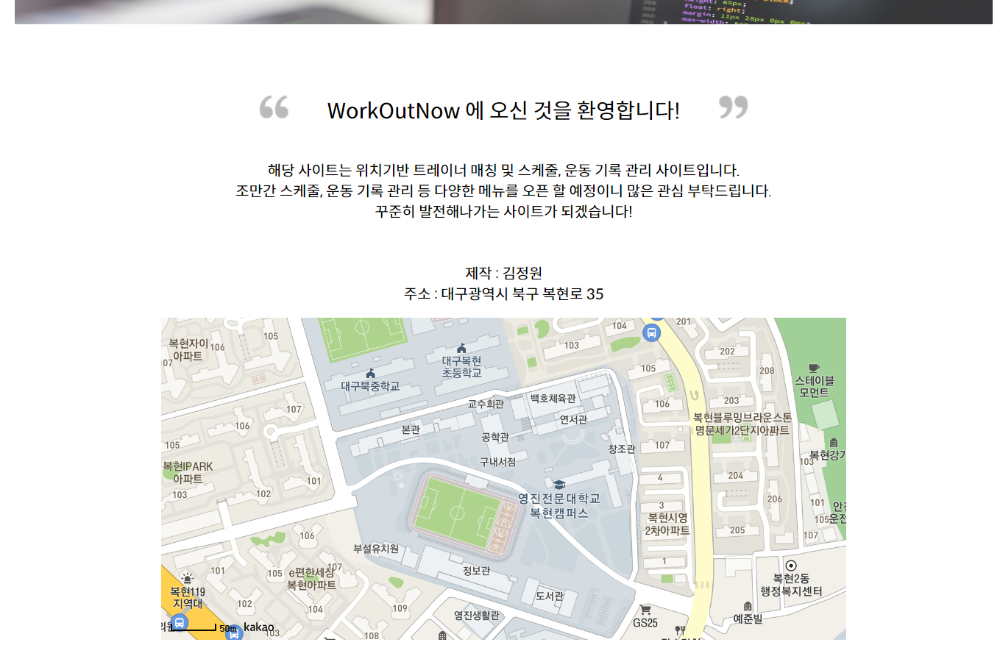 height: 69px;
float: right;
margin: 11px 28px 0px 0px;
WorkOutNow 에 오신 것을 환영합니다!
해당 사이트는 위치기반 트레이너 매칭 및 스케줄, 운동 기록 관리 사이트입니다.
조만간 스케줄, 운동 기록 관리 등 다양한 메뉴를 오픈 할 예정이니 많은 관심 부탁드립니다.
꾸준히 발전해나가는 사이트가 되겠습니다!
제작 : 김정원
주소 : 대구광역시 북구 복현로 35
104
201
105
103
복현자이
아파트
106
202
대구복현
초등학교
208
105
스테이블
모먼트
대구북중학교
백호체육관
교수회관
106
203
107
연서관
복현블루밍브라운스톤
명문세가2단지아파트
106
본관
공학관
105
107
창조관
구내서점
103
복현IPARK
아파트
101
4
204
103
102
영진전문대학교
복현캠퍼스
3
206
101
복현시영
2차아파트
105
205
106
107
부설유치원
1
101
105
e편한세상
복현아파트
107
정보관
복현2동
행정복지센터
복현119
지역대
102
104
109
도서관
영진생활관
GS25
예준빌
50m
kakao
103
108